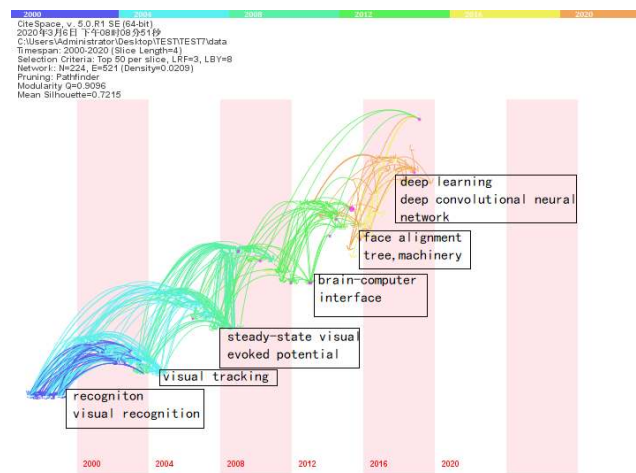 2000 2004 2008 2012 2016 2020
CiteSpace, v. 5.0.R1 SE (64-bit)
2020年3月6日 下午08时08分51秒
C:\Users\Administrator\Desktop\TEST\TEST7\data
Timespan: 2000-2020 (Slice Length=4)
Selection Criteria: Top 50 per slice, LRF=3, LBY=8
Network: N=224, E=521 (Density=0.0209)
Pruning: Pathfinder
Modularity Q=0.9096
Mean Silhouette=0.7215
deep learning
deep convolutional neural
network
face alignment
tree,machinery
brain-computer
interface
steady-state visual
evoked potential
visual tracking
recogniton
visual recognition
2000 2004 2008 2012 2016 2020